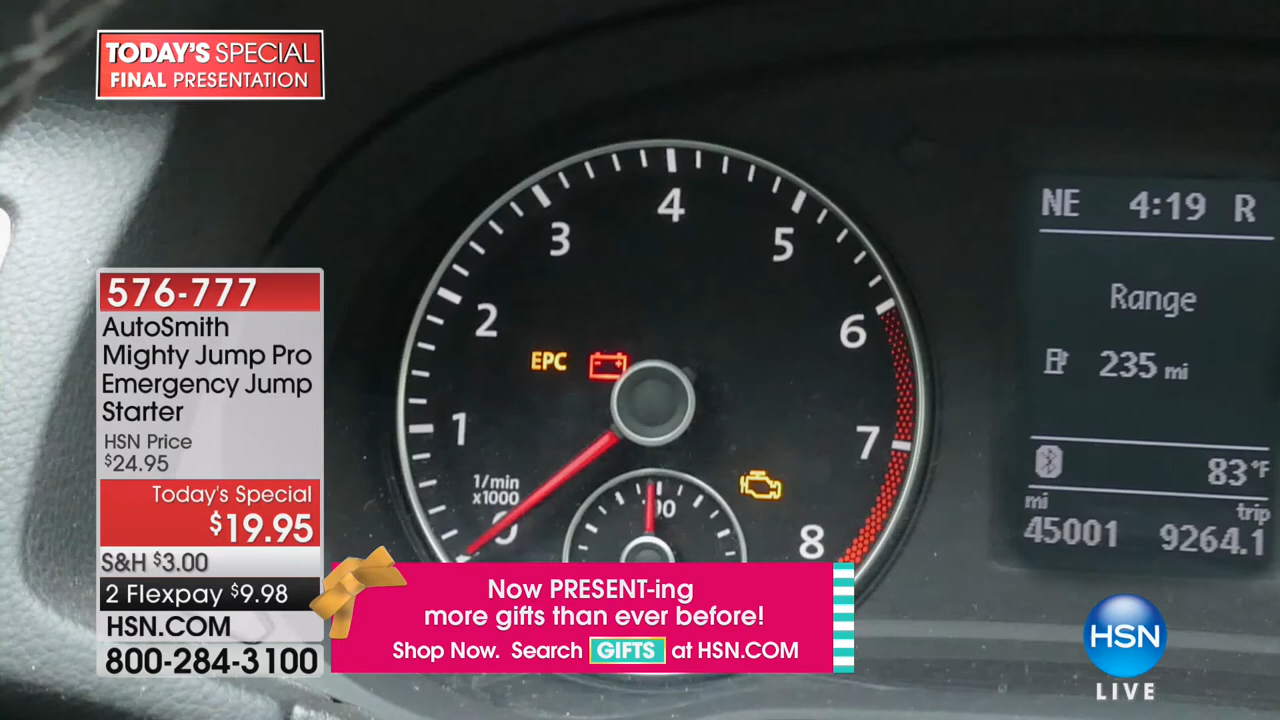 TODAY'S SPECIAL
FINAL PRESENTATION
576-777
AutoSmith
Mighty Jump Pro
Emergency Jump
Starter
HSN Price
$24.95
Today's Special
$19.95
S&H $3.00
2 Flexpay $9.98
HSN.COM
800-284-3100
4
3
5
2
6
EPC
1
7
1/min
x1000
0
8
NE 4:19 R
Range
235 mi
83°F
mi
trip
45001 9264.1
Now PRESENT-ing
more gifts than ever before!
Shop Now. Search GIFTS at HSN.COM
HSN
LIVE